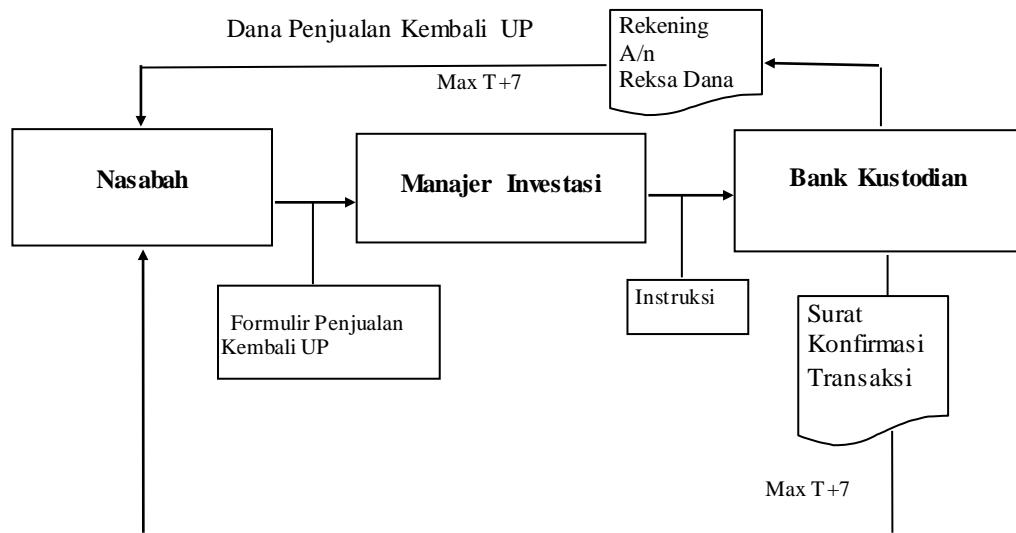 Dana Penjualan Kembali UP
Rekening
A/n
Reksa Dana
Max T+7
Nasabah
Manajer Investasi
Bank Kustodian
Formulir Penjualan
Kembali UP
Instruksi
Surat
Konfirmasi
Transaksi
Max T+7